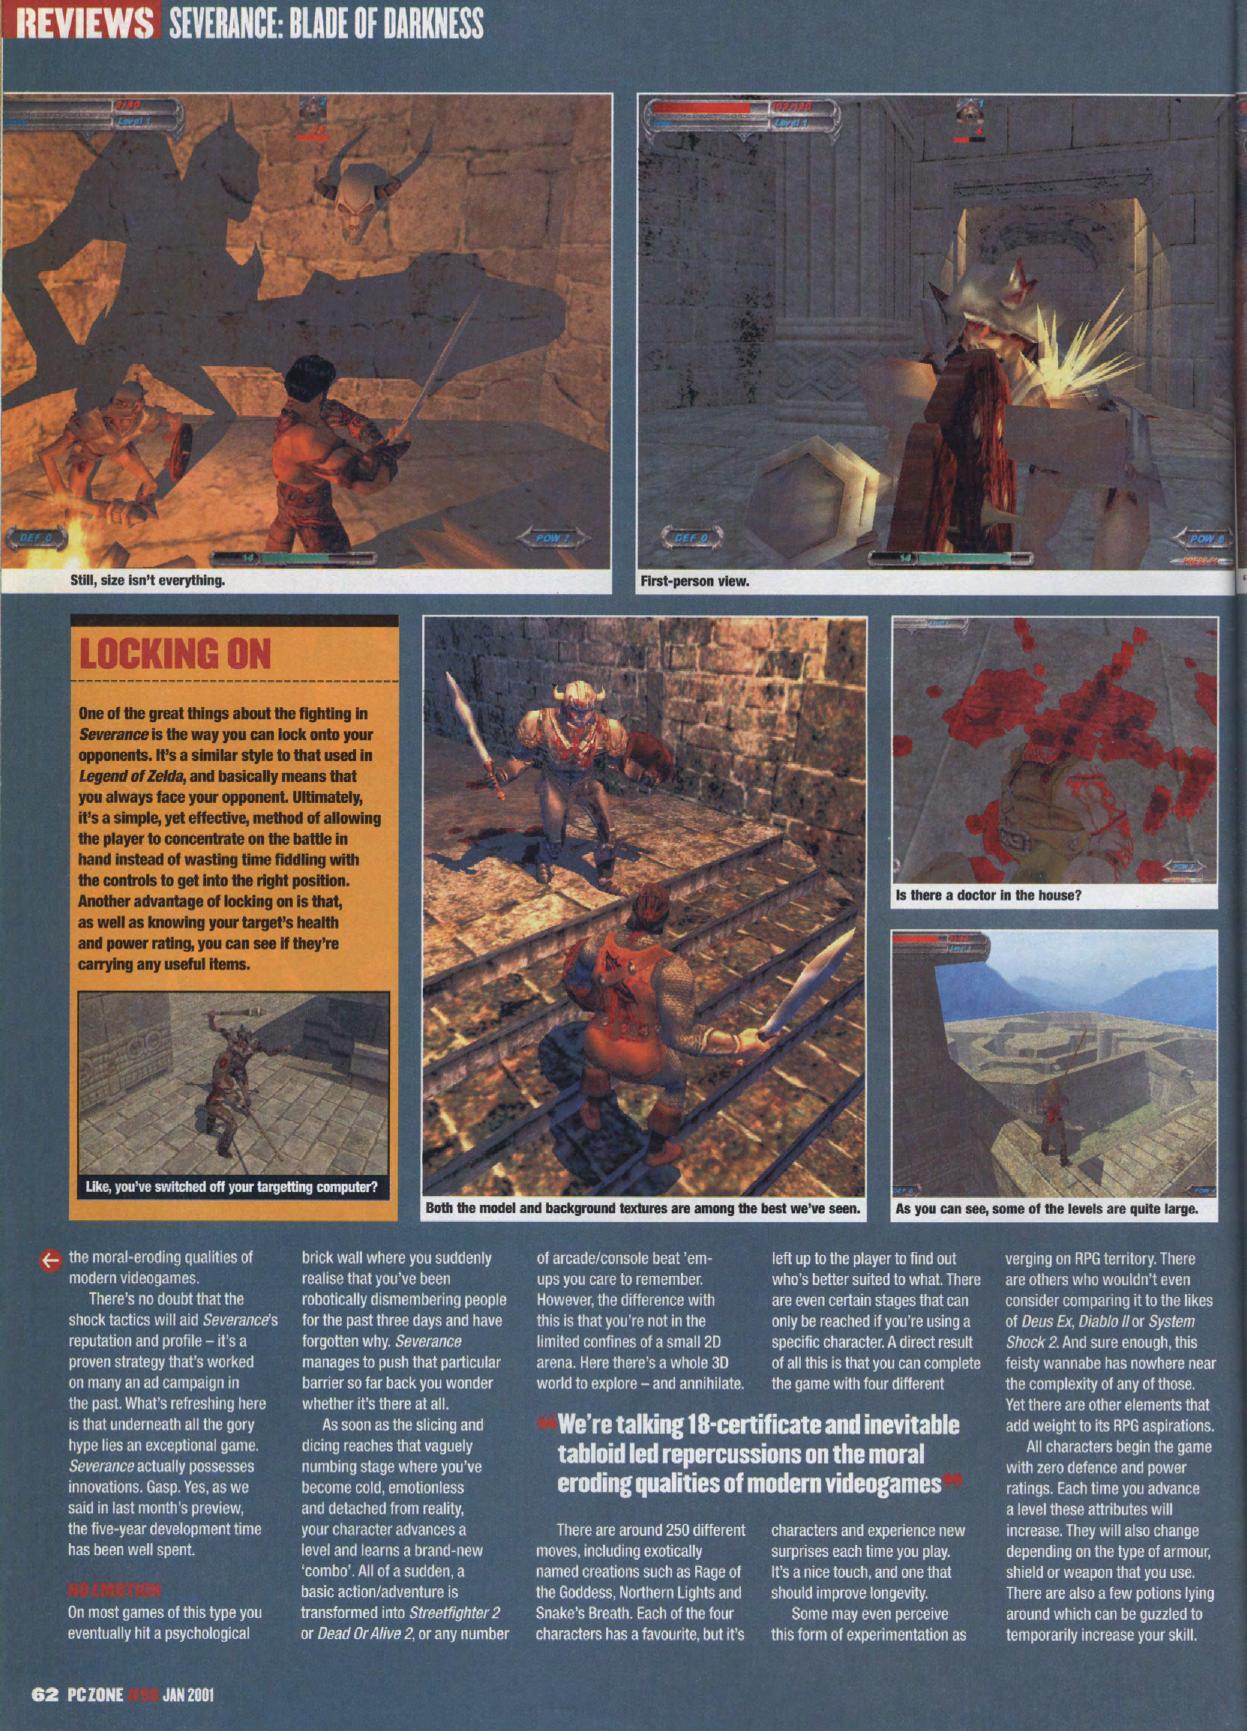 REVIEWS SEVERANCE: BLADE OF DARKNESS
Level 1
DEF 0
POW 7
Still, size isn't everything.
Level 1
DEF 0
First-person view.
LOCKING ON
One of the great things about the fighting in
Severance is the way you can lock onto your
opponents. It's a similar style to that used in
Legend of Zelda, and basically means that
you always face your opponent. Ultimately,
it's a simple, yet effective, method of allowing
the player to concentrate on the battle in
hand instead of wasting time fiddling with
the controls to get into the right position.
Another advantage of locking on is that,
as well as knowing your target's health
and power rating, you can see if they're
carrying any useful items.
Like, you've switched off your targetting computer?
Both the model and background textures are among the best we've seen.
Is there a doctor in the house?
As you can see, some of the levels are quite large.
the moral-eroding qualities of
modern videogames.
There's no doubt that the
shock tactics will aid Severance's
reputation and profile – it's a
proven strategy that's worked
on many an ad campaign in
the past. What's refreshing here
is that underneath all the gory
hype lies an exceptional game.
Severance actually possesses
innovations. Gasp. Yes, as we
said in last month's preview,
the five-year development time
has been well spent.
NO EMOTION
On most games of this type you
eventually hit a psychological
brick wall where you suddenly
realise that you've been
robotically dismembering people
for the past three days and have
forgotten why. Severance
manages to push that particular
barrier so far back you wonder
whether it's there at all.
As soon as the slicing and
dicing reaches that vaguely
numbing stage where you've
become cold, emotionless
and detached from reality,
your character advances a
level and learns a brand-new
'combo'. All of a sudden, a
basic action/adventure is
transformed into Streetfighter 2
or Dead Or Alive 2, or any number
of arcade/console beat 'em-
ups you care to remember.
However, the difference with
this is that you're not in the
limited confines of a small 2D
arena. Here there's a whole 3D
world to explore – and annihilate.
"We're talking 18-certificate and inevitable
tabloid led repercussions on the moral
eroding qualities of modern videogames"
There are around 250 different
moves, including exotically
named creations such as Rage of
the Goddess, Northern Lights and
Snake's Breath. Each of the four
characters has a favourite, but it's
left up to the player to find out
who's better suited to what. There
are even certain stages that can
only be reached if you're using a
specific character. A direct result
of all this is that you can complete
the game with four different
characters and experience new
surprises each time you play.
It's a nice touch, and one that
should improve longevity.
Some may even perceive
this form of experimentation as
verging on RPG territory. There
are others who wouldn't even
consider comparing it to the likes
of Deus Ex, Diablo II or System
Shock 2. And sure enough, this
feisty wannabe has nowhere near
the complexity of any of those.
Yet there are other elements that
add weight to its RPG aspirations.
All characters begin the game
with zero defence and power
ratings. Each time you advance
a level these attributes will
increase. They will also change
depending on the type of armour,
shield or weapon that you use.
There are also a few potions lying
around which can be guzzled to
temporarily increase your skill.
62 PCZONE #98 JAN 2001